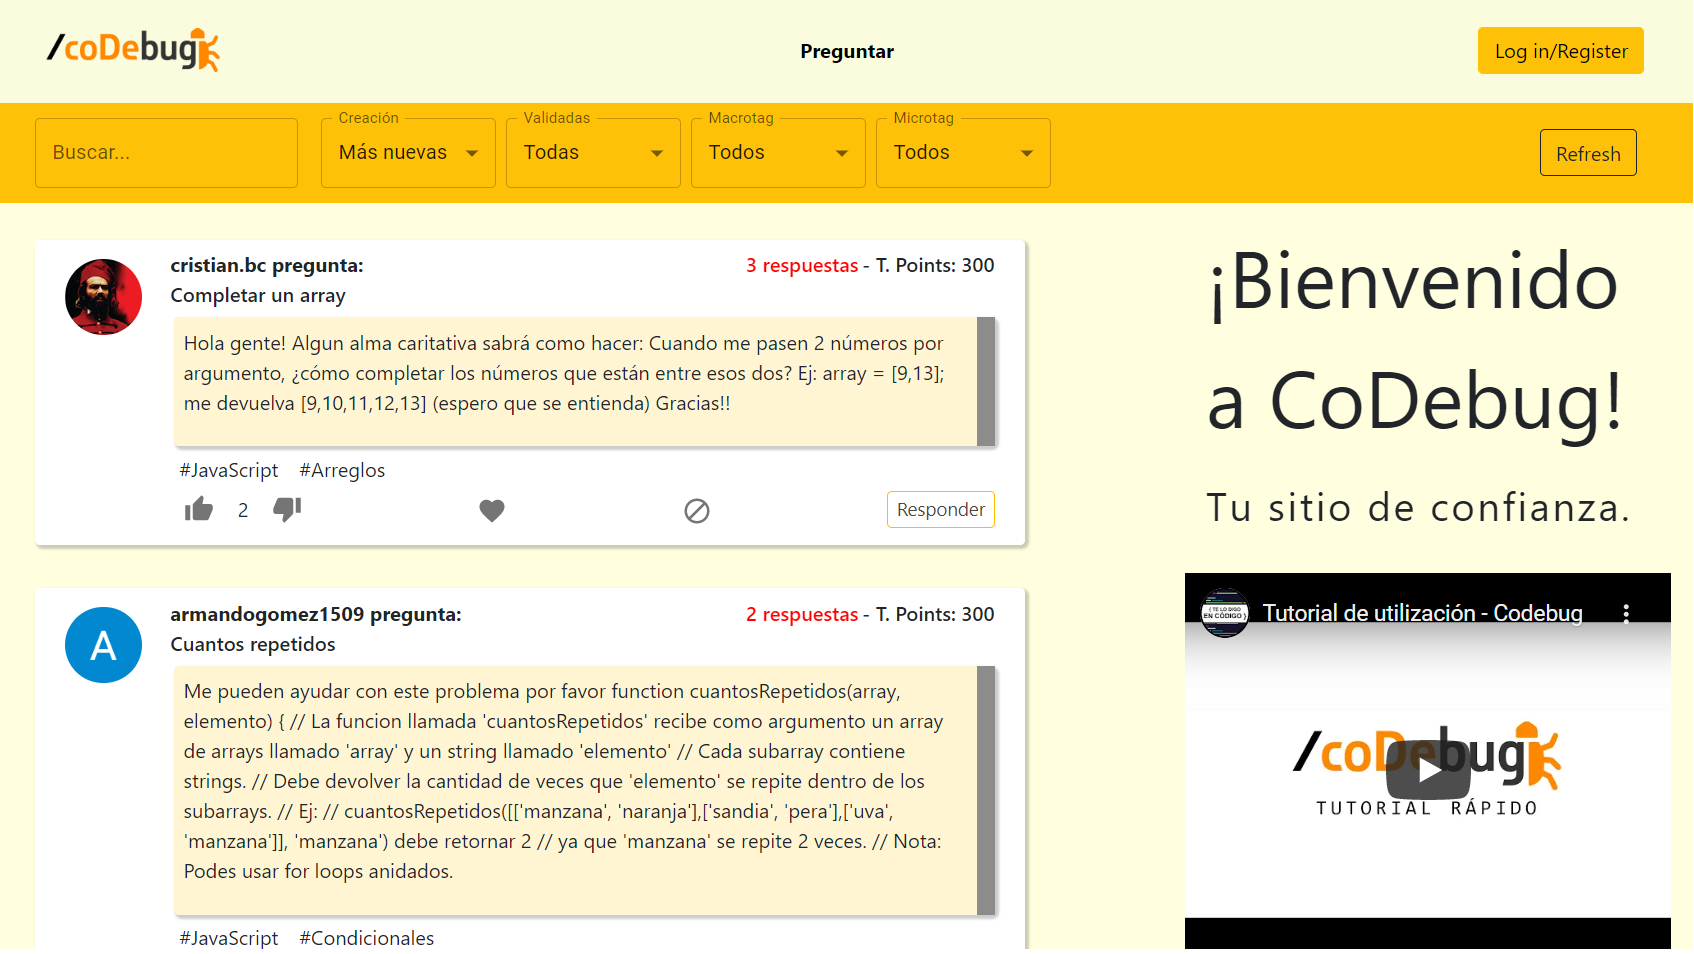 /coDebug
Preguntar
Log in/Register
Buscar...
Creación
Más nuevas
Validadas
Todas
Macrotag
Todos
Microtag
Todos
Refresh
cristian.bc pregunta:
3 respuestas - T. Points: 300
Completar un array
Hola gente! Algun alma caritativa sabrá como hacer: Cuando me pasen 2 números por
argumento, ¿cómo completar los números que están entre esos dos? Ej: array = [9,13];
me devuelva [9,10,11,12,13] (espero que se entienda) Gracias!!
#JavaScript #Arreglos
2
Responder
A
armandogomez1509 pregunta:
2 respuestas - T. Points: 300
Cuantos repetidos
Me pueden ayudar con este problema por favor function cuantosRepetidos(array,
elemento) { // La funcion llamada 'cuantosRepetidos' recibe como argumento un array
de arrays llamado 'array' y un string llamado 'elemento' // Cada subarray contiene
strings. // Debe devolver la cantidad de veces que 'elemento' se repite dentro de los
subarrays. // Ej: // cuantosRepetidos([['manzana', 'naranja'],['sandia', 'pera'],['uva',
'manzana']], 'manzana') debe retornar 2 // ya que 'manzana' se repite 2 veces. // Nota:
Podes usar for loops anidados.
#JavaScript #Condicionales
¡Bienvenido
a CoDebug!
Tu sitio de confianza.
{ TE LO DIGO
EN CÓDIGO }
Tutorial de utilización - Codebug
/coDebug
TUTORIAL RÁPIDO